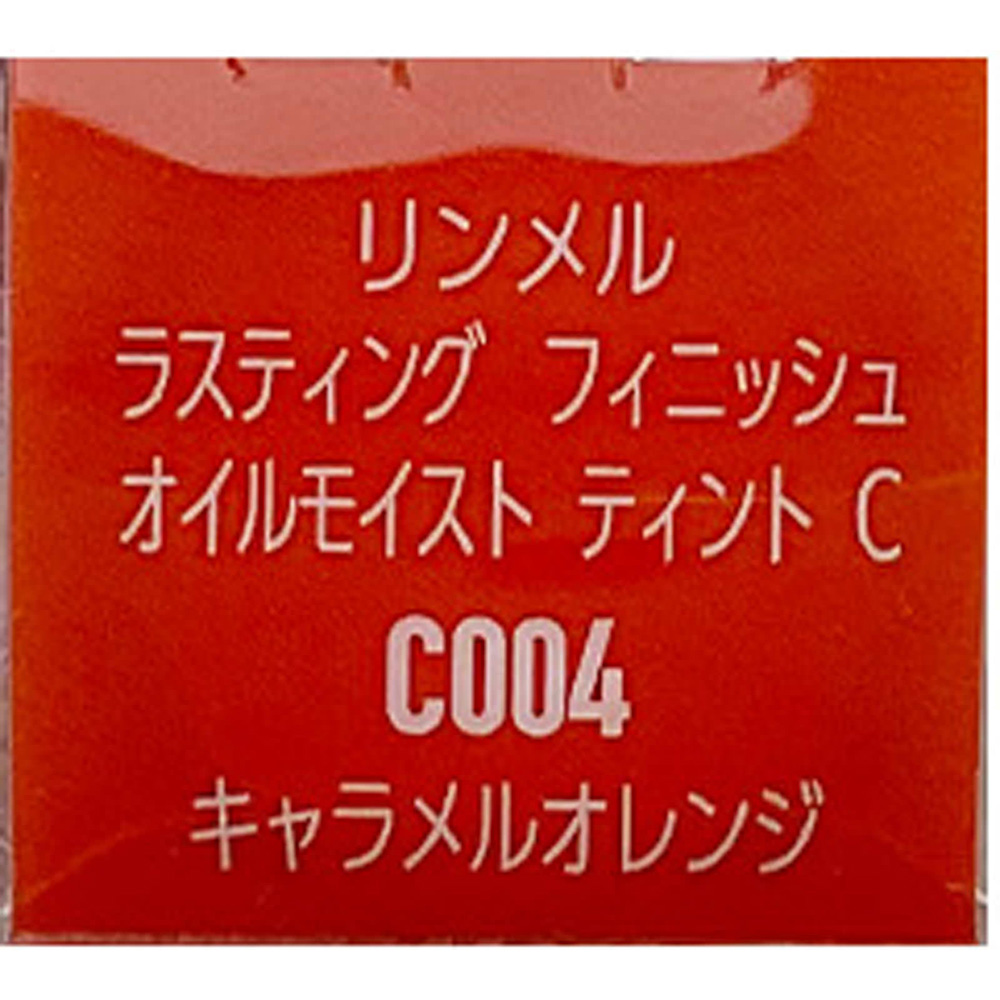 リンメル
ラスティング フィニッシュ
オイルモイスト ティント C
C004
キャラメルオレンジ